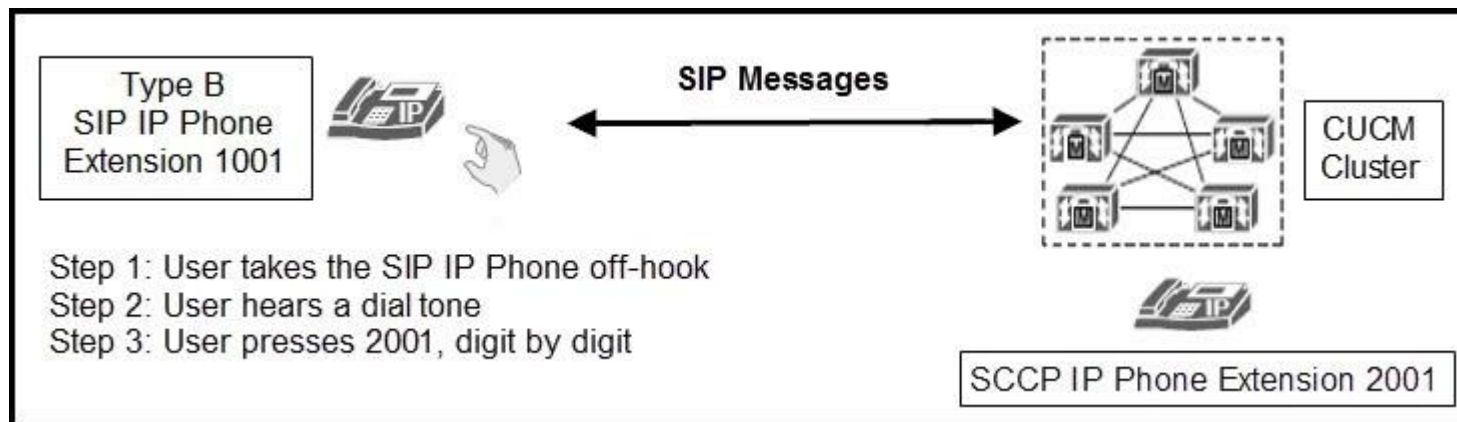 Type B
SIP IP Phone
Extension 1001
IP
SIP Messages
M
M
M
M
M
CUCM
Cluster
Step 1: User takes the SIP IP Phone off-hook
Step 2: User hears a dial tone
Step 3: User presses 2001, digit by digit
IP
SCCP IP Phone Extension 2001